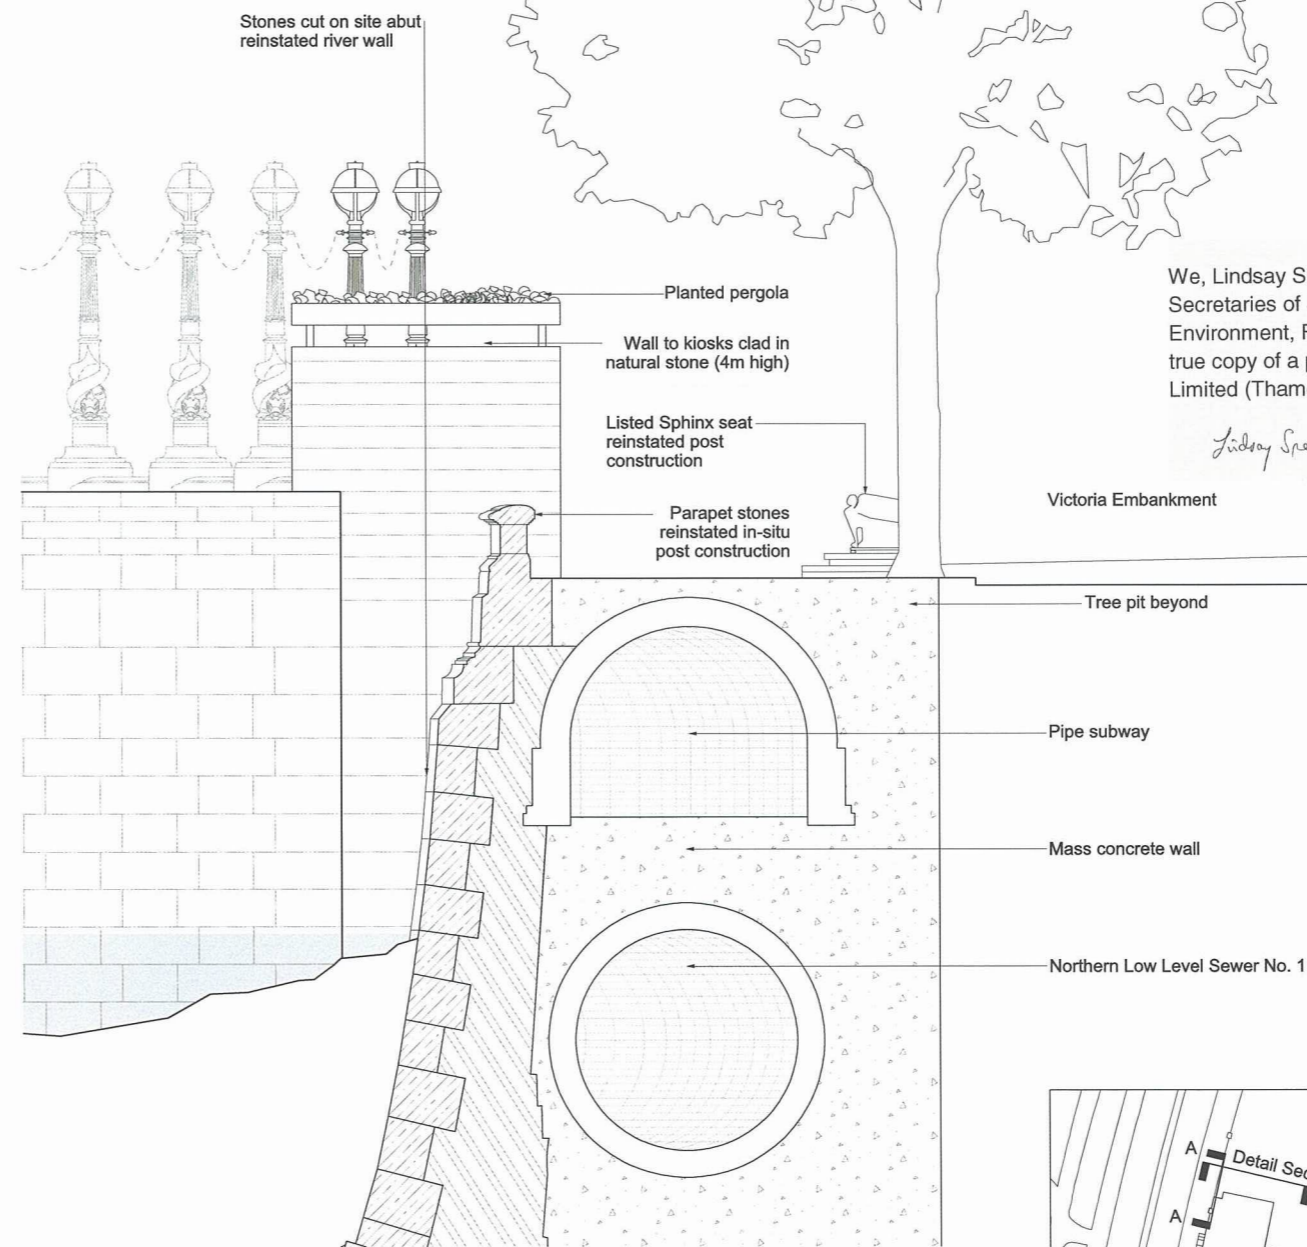 Stones cut on site abut
reinstated river wall
Planted pergola
Wall to kiosks clad in
natural stone (4m high)
Listed Sphinx seat
reinstated post
construction
Parapet stones
reinstated in-situ
post construction
We, Lindsay S
Secretaries of
Environment, F
true copy of a p
Limited (Tham
Lindsay Spe
Victoria Embankment
Tree pit beyond
Pipe subway
Mass concrete wall
Northern Low Level Sewer No. 1
A
Detail Sec
A